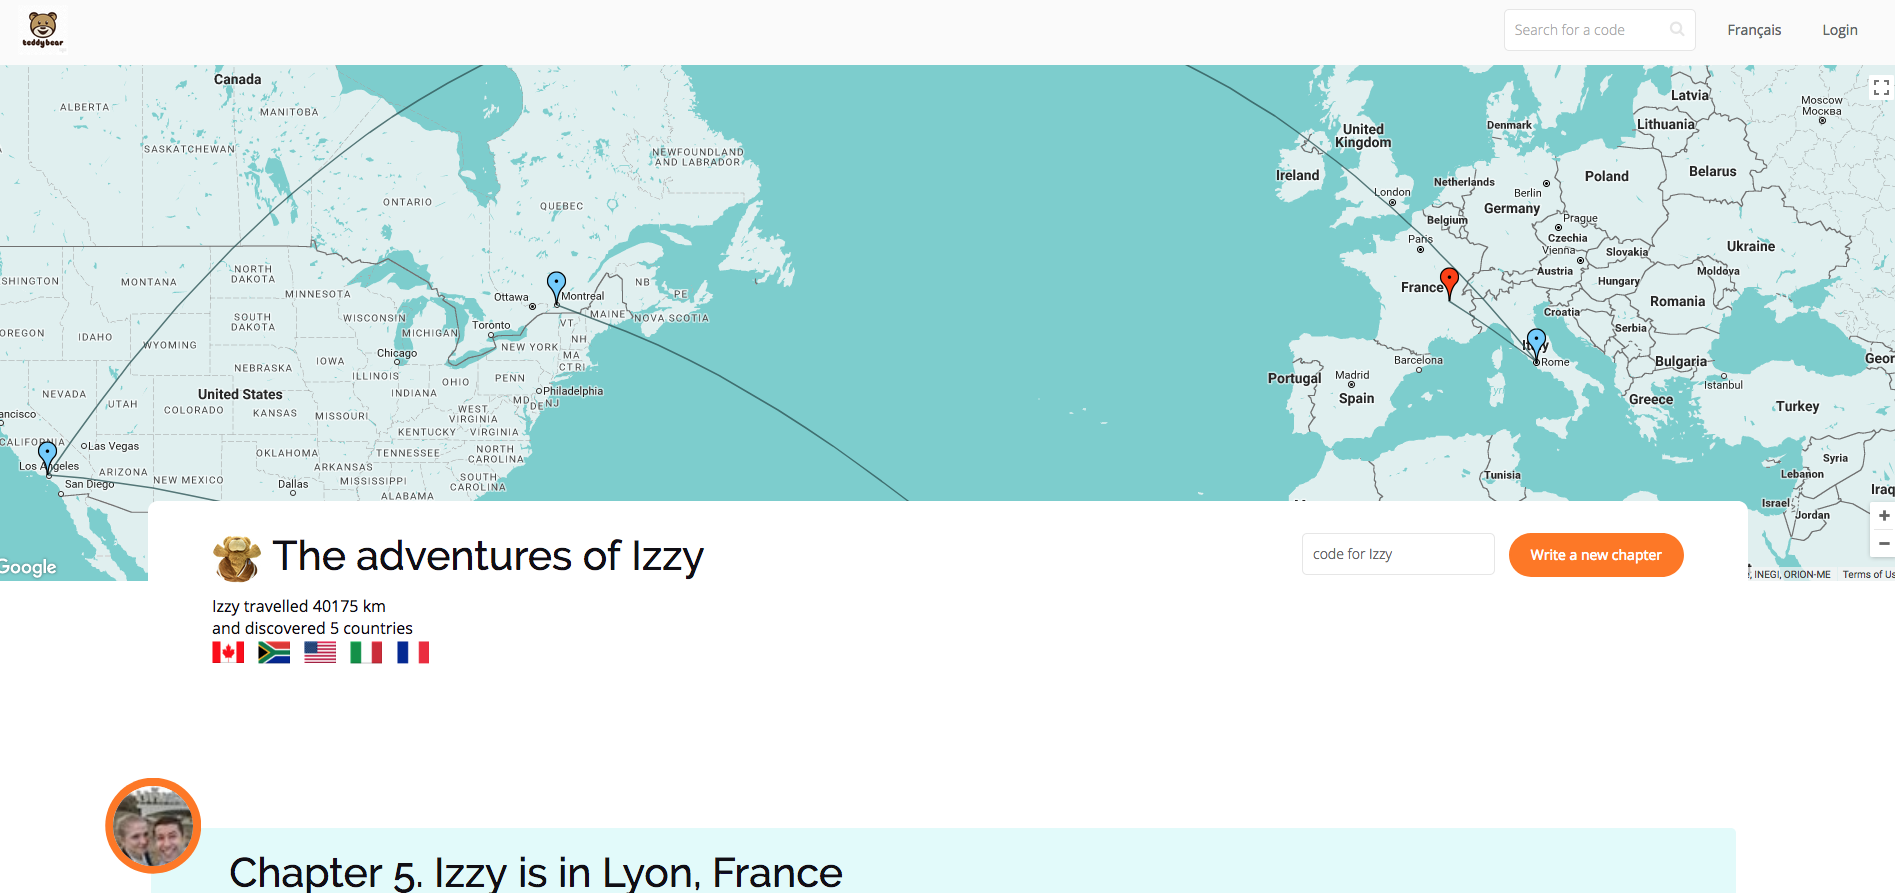 teddybear
Search for a code
Français
Login
Canada
ALBERTA
MANITOBA
SASKATCHEWAN
NEWFOUNDLAND
AND LABRADOR
ONTARIO
QUEBEC
NORTH
DAKOTA
MONTANA
MINNESOTA
SOUTH
DAKOTA
WISCONSIN
MICHIGAN
Ottawa
Montreal
Toronto
NB
PE
MAINE
NOVA SCOTIA
VT
NH
MA
CT RI
NEW YORK
IDAHO
WYOMING
Chicago
IOWA
NEBRASKA
ILLINOIS
INDIANA
OHIO
PENN
Philadelphia
MD
DE
NJ
NEVADA
UTAH
United States
COLORADO
KANSAS
MISSOURI
WEST
VIRGINIA
KENTUCKY
VIRGINIA
CALIFORNIA
Las Vegas
Los Angeles
ARIZONA
NEW MEXICO
OKLAHOMA
ARKANSAS
TENNESSEE
NORTH
CAROLINA
MISSISSIPPI
SOUTH
CAROLINA
San Diego
Dallas
ALABAMA
United
Kingdom
Ireland
London
Denmark
Latvia
Lithuania
Moscow
Москва
Belarus
Netherlands
Berlin
Poland
Germany
Belgium
Prague
Czechia
Paris
Vienna
Slovakia
Ukraine
Austria
Hungary
Moldova
France
Romania
Croatia
Serbia
Italy
Rome
Barcelona
Bulgaria
Portugal
Madrid
Spain
Istanbul
Greece
Turkey
Tunisia
Syria
Lebanon
Israel
Jordan
Iraq
Google
INEGI, ORION-ME
Terms of Us
The adventures of Izzy
code for Izzy
Write a new chapter
Izzy travelled 40175 km
and discovered 5 countries
Chapter 5. Izzy is in Lyon, France